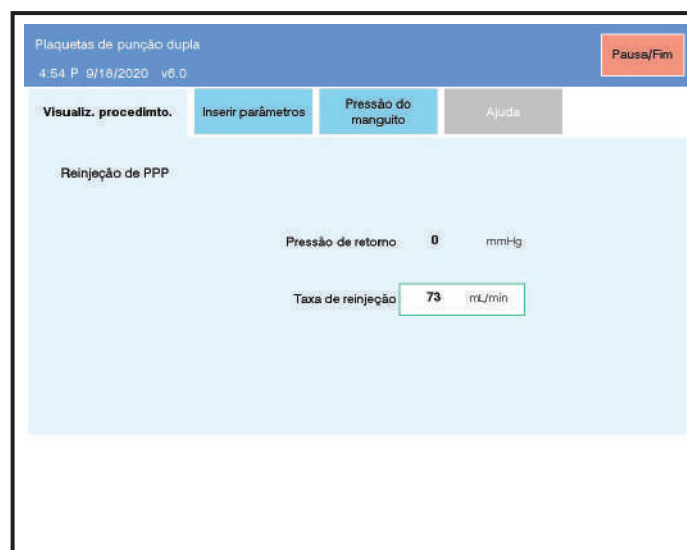 Plaquetas de punção dupla
Pausa/Fim
4:54 P 9/18/2020 v6.0
Visualiz. procedimto.
Inserir parâmetros
Pressão do
manguito
Ajuda
Reinjeção de PPP
Pressão de retorno 0 mmHg
Taxa de reinjeção 73 mL/min